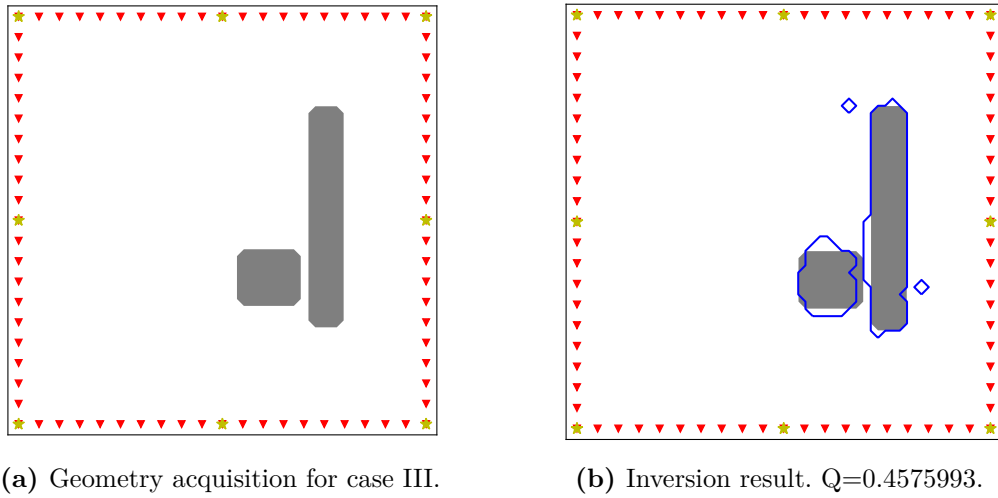 (a) Geometry acquisition for case III.
(b) Inversion result. Q=0.4575993.